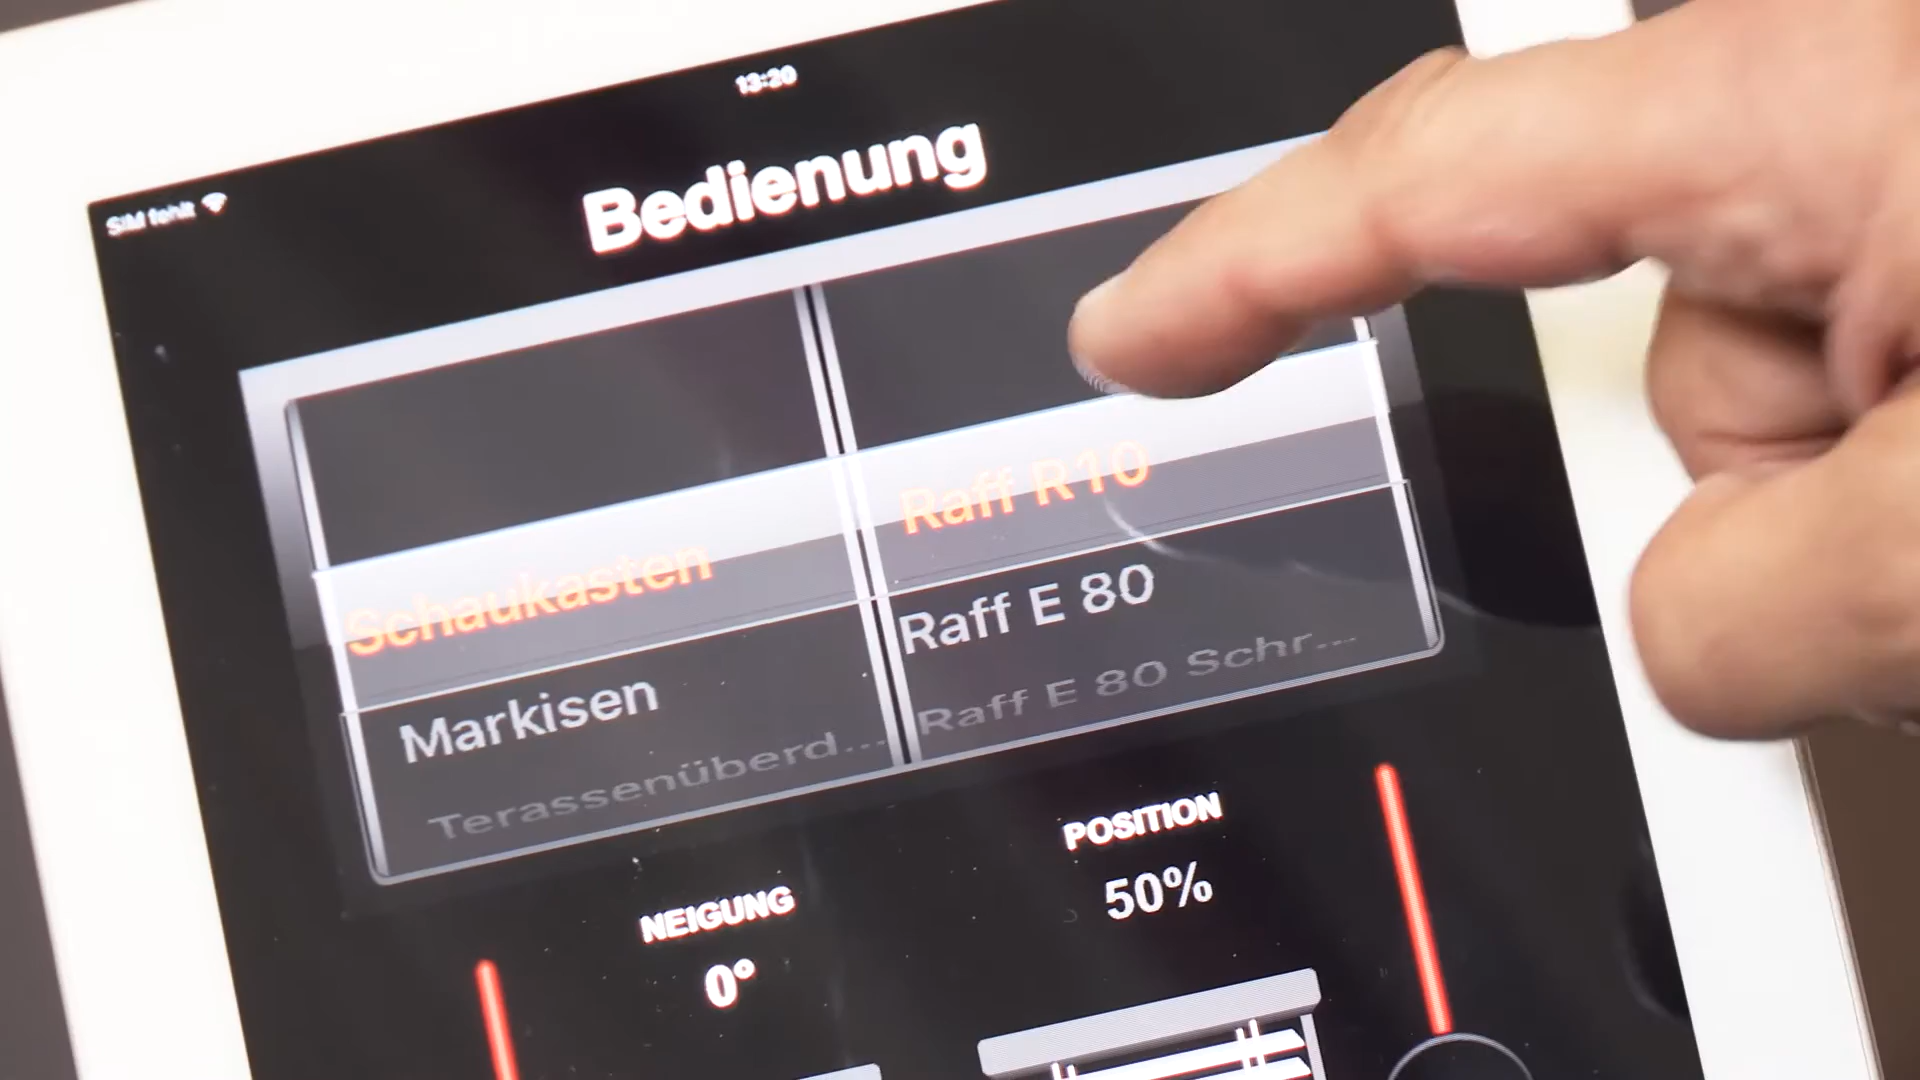 13:20
SIM fehlt
Bedienung
Schaukasten
Markisen
Terassenüberd...
Raff R10
Raff E 80
Raff E 80 Schr...
NEIGUNG
0°
POSITION
50%